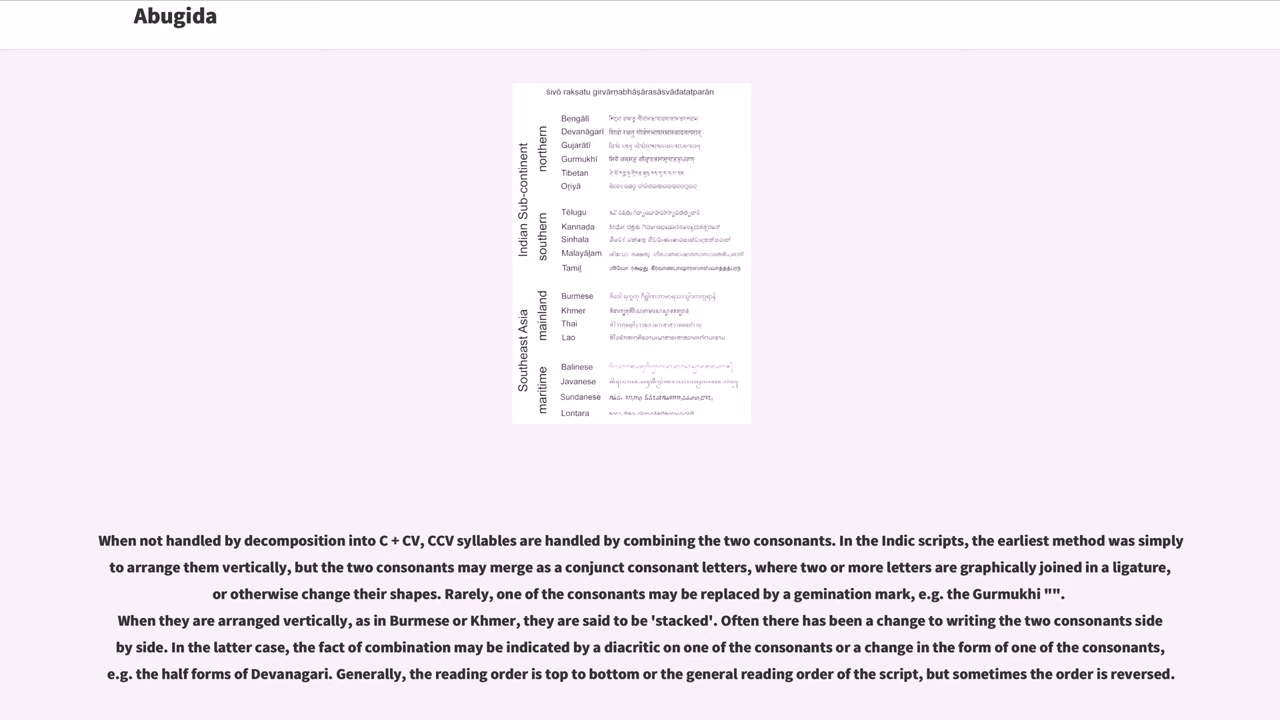 Abugida
śivō rakṣatu girvāṇabhāṣārasāsvādatatparān
Indian Sub-continent
northern
Bengālī
Devanāgarī
Gujarātī
Gurmukhī
Tibetan
Oṛiyā
southern
Tēlugu
Kannaḍa
Sinhala
Malayāḷam
Tamiḻ
Southeast Asia
mainland
Burmese
Khmer
Thai
Lao
maritime
Balinese
Javanese
Sundanese
Lontara
When not handled by decomposition into C + CV, CCV syllables are handled by combining the two consonants. In the Indic scripts, the earliest method was simply
to arrange them vertically, but the two consonants may merge as a conjunct consonant letters, where two or more letters are graphically joined in a ligature,
or otherwise change their shapes. Rarely, one of the consonants may be replaced by a gemination mark, e.g. the Gurmukhi "".
When they are arranged vertically, as in Burmese or Khmer, they are said to be 'stacked'. Often there has been a change to writing the two consonants side
by side. In the latter case, the fact of combination may be indicated by a diacritic on one of the consonants or a change in the form of one of the consonants,
e.g. the half forms of Devanagari. Generally, the reading order is top to bottom or the general reading order of the script, but sometimes the order is reversed.